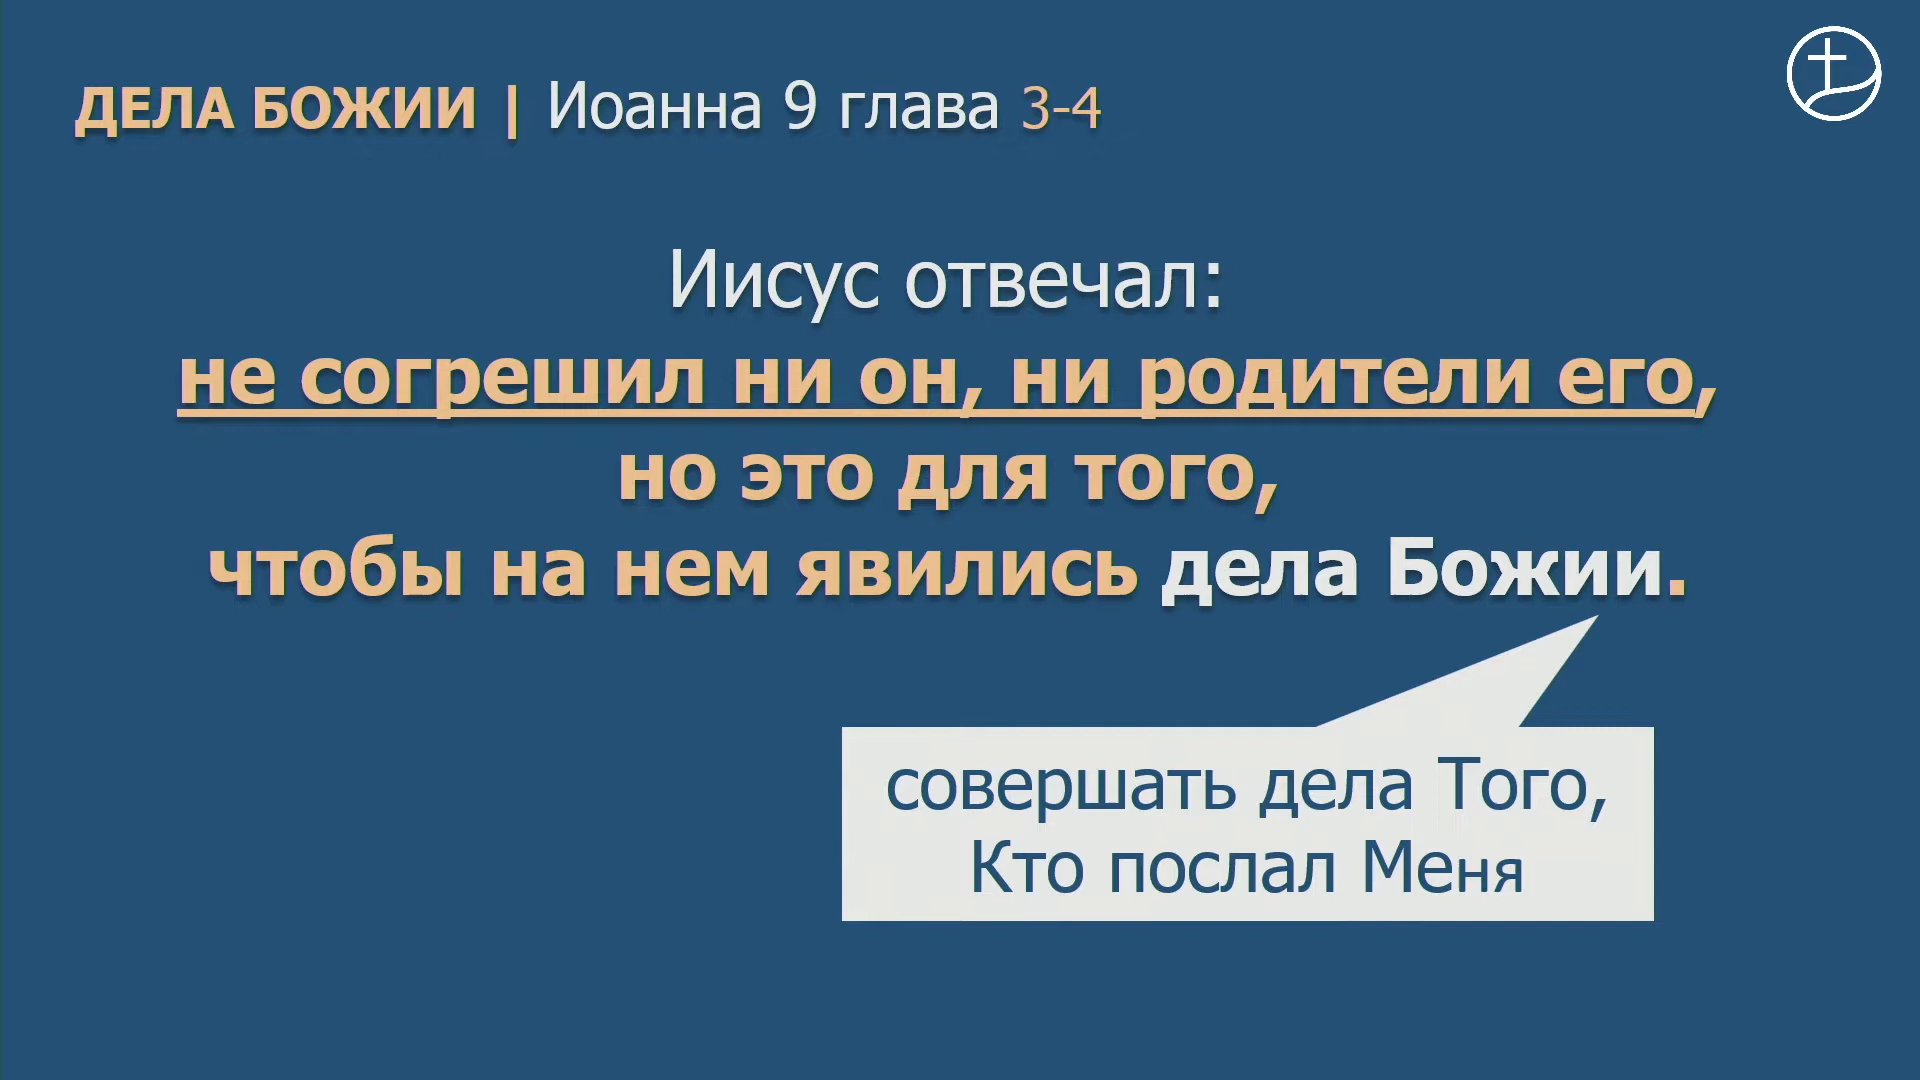 ДЕЛА БОЖИИ | Иоанна 9 глава 3-4
Иисус отвечал:
не согрешил ни он, ни родители его,
но это для того,
чтобы на нем явились дела Божии.
совершать дела Того,
Кто послал Меня